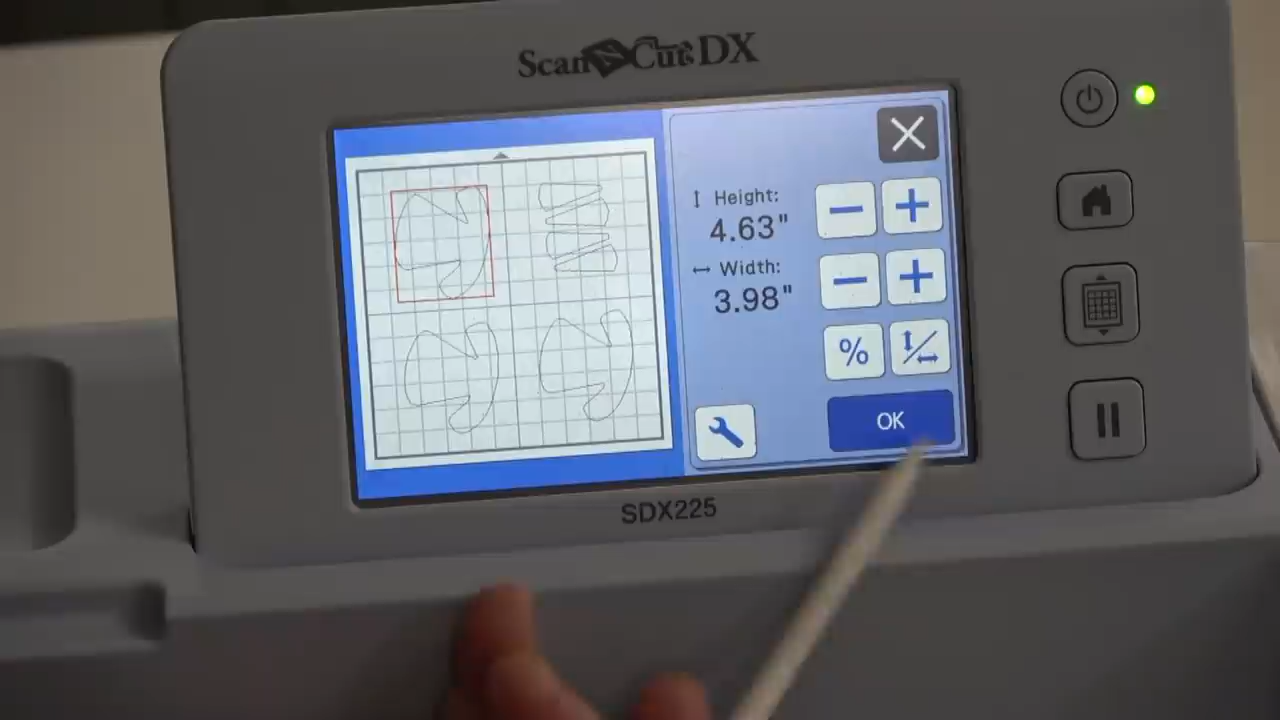 ScanNCut DX
Height:
4.63"
Width:
3.98"
%
OK
SDX225